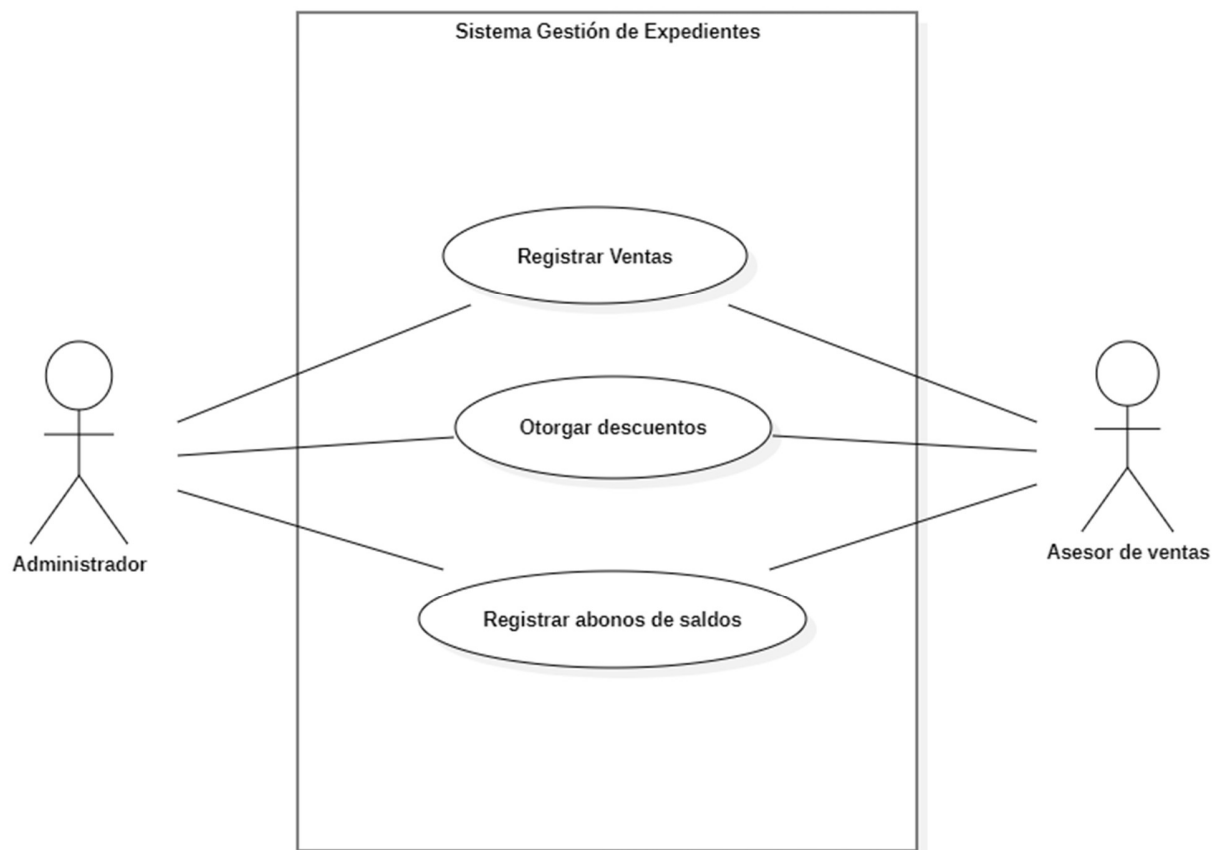 Sistema Gestión de Expedientes
Registrar Ventas
Otorgar descuentos
Administrador
Asesor de ventas
Registrar abonos de saldos